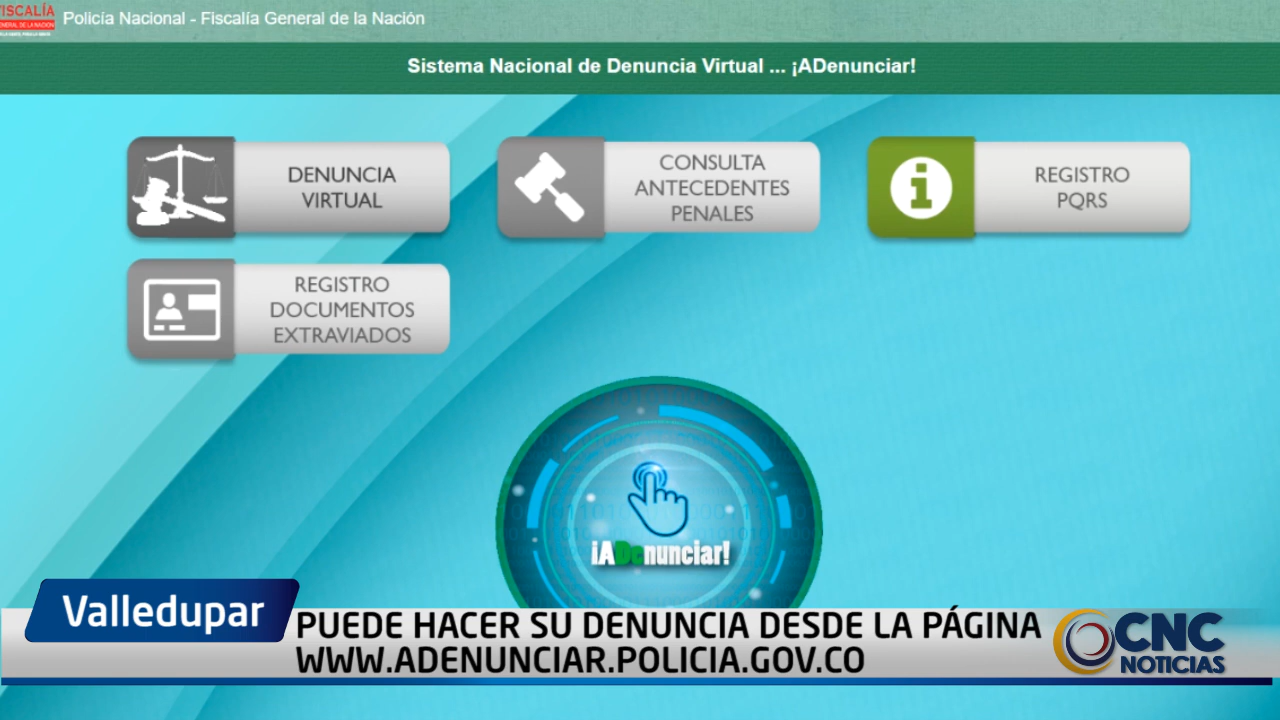 FISCALÍA
Policía Nacional - Fiscalía General de la Nación
Sistema Nacional de Denuncia Virtual ... ¡ADenunciar!
DENUNCIA
VIRTUAL
CONSULTA
ANTECEDENTES
PENALES
REGISTRO
PQRS
REGISTRO
DOCUMENTOS
EXTRAVIADOS
¡ADenunciar!
Valledupar
PUEDE HACER SU DENUNCIA DESDE LA PÁGINA
WWW.ADENUNCIAR.POLICIA.GOV.CO
CNC
NOTICIAS